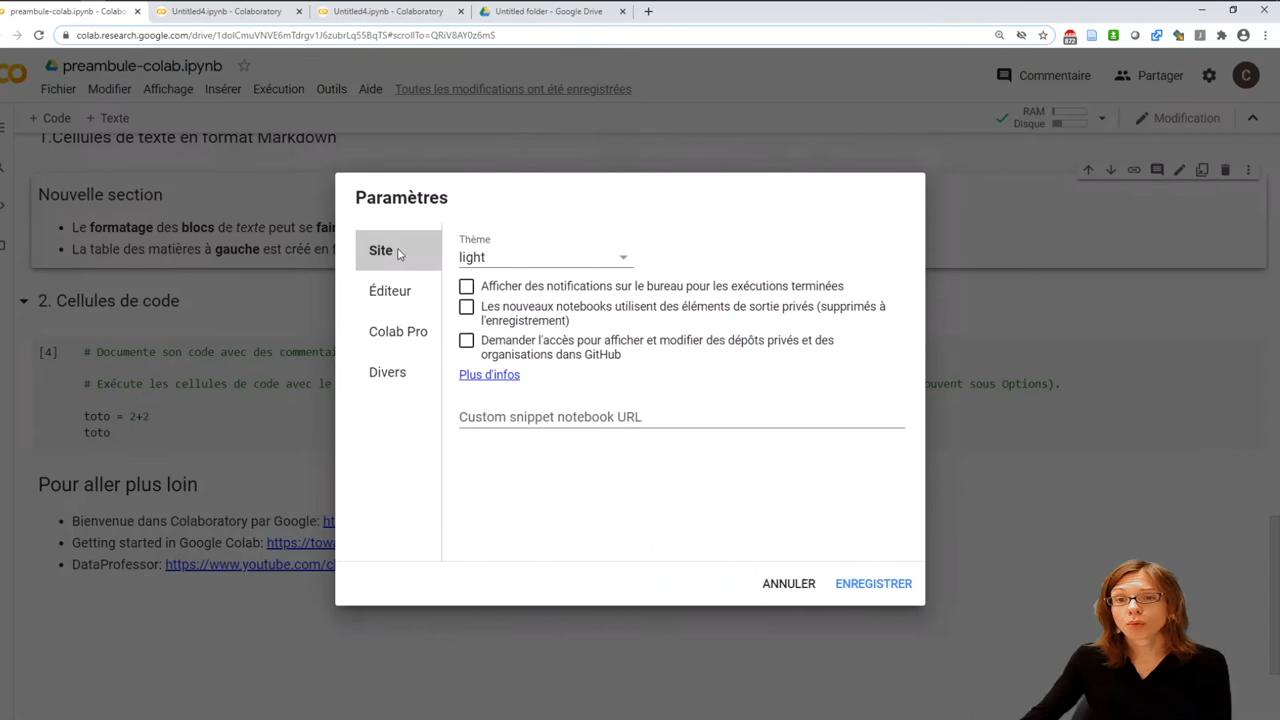 preambule-colab.ipynb - Colabo
Untitled4.ipynb - Colaboratory
Untitled4.ipynb - Colaboratory
Untitled folder - Google Drive
colab.research.google.com/drive/1dolCmuVNVE6mTdrgv1J6zubrLq55BqTS#scrollTo=QRiV8AY0z6mS
872
preambule-colab.ipynb
Commentaire
Partager
C
Fichier Modifier Affichage Insérer Exécution Outils Aide Toutes les modifications ont été enregistrées
+ Code + Texte
RAM
Disque
Modification
1.Cellules de texte en format Markdown
Nouvelle section
Le formatage des blocs de texte peut se fai
La table des matières à gauche est créé en f
2. Cellules de code
[4] # Documente son code avec des commenta
# Exécute les cellules de code avec le
ouvent sous Options).
toto = 2+2
toto
Pour aller plus loin
Bienvenue dans Colaboratory par Google: ht
Getting started in Google Colab: https://towa
DataProfessor: https://www.youtube.com/c
Paramètres
Site
Éditeur
Colab Pro
Divers
Thème
light
Afficher des notifications sur le bureau pour les exécutions terminées
Les nouveaux notebooks utilisent des éléments de sortie privés (supprimés à
l'enregistrement)
Demander l'accès pour afficher et modifier des dépôts privés et des
organisations dans GitHub
Plus d'infos
Custom snippet notebook URL
ANNULER
ENREGISTRER